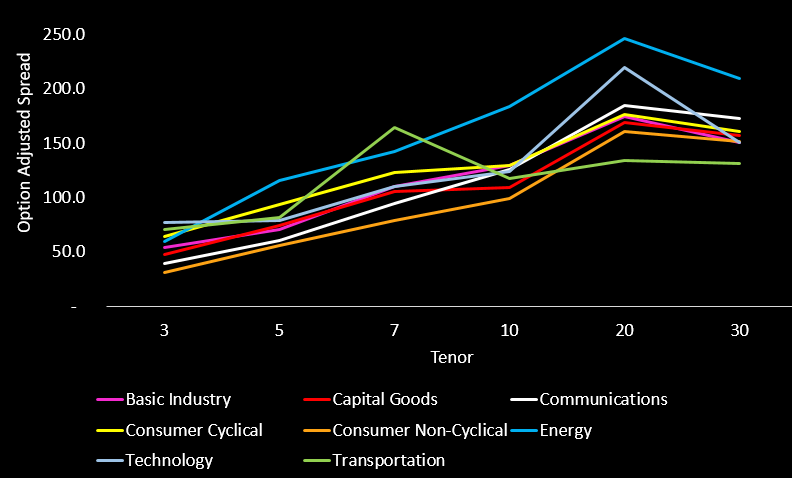 250.0
200.0
150.0
100.0
50.0
-
Option Adjusted Spread
3 5 7 10 20 30
Tenor
Basic Industry Capital Goods Communications
Consumer Cyclical Consumer Non-Cyclical Energy
Technology Transportation